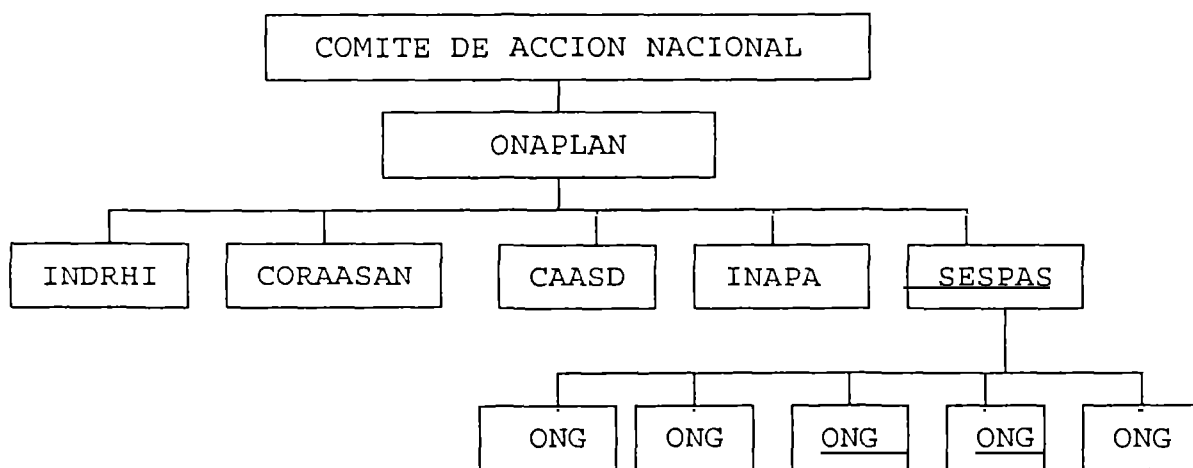 COMITE DE ACCION NACIONAL
ONAPLAN
INDRHI CORAASAN CAASD INAPA SESPAS
ONG ONG ONG ONG ONG